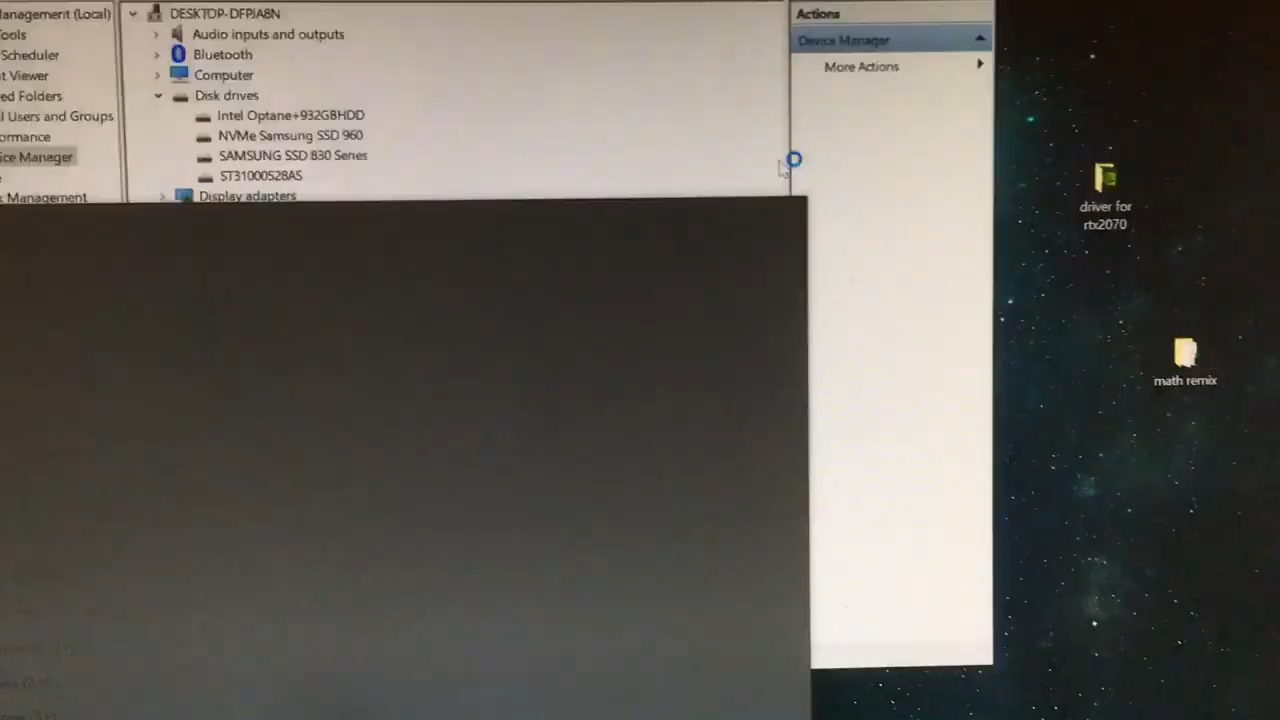 anagement (Local)
ools
Scheduler
t Viewer
ed Folders
l Users and Groups
ormance
ice Manager
k Management
DESKTOP-DFPJA8N
Audio inputs and outputs
Bluetooth
Computer
Disk drives
Intel Optane+932GBHDD
NVMe Samsung SSD 960
SAMSUNG SSD 830 Series
ST31000528AS
Display adapters
Actions
Device Manager
More Actions
driver for
rtx2070
math remix